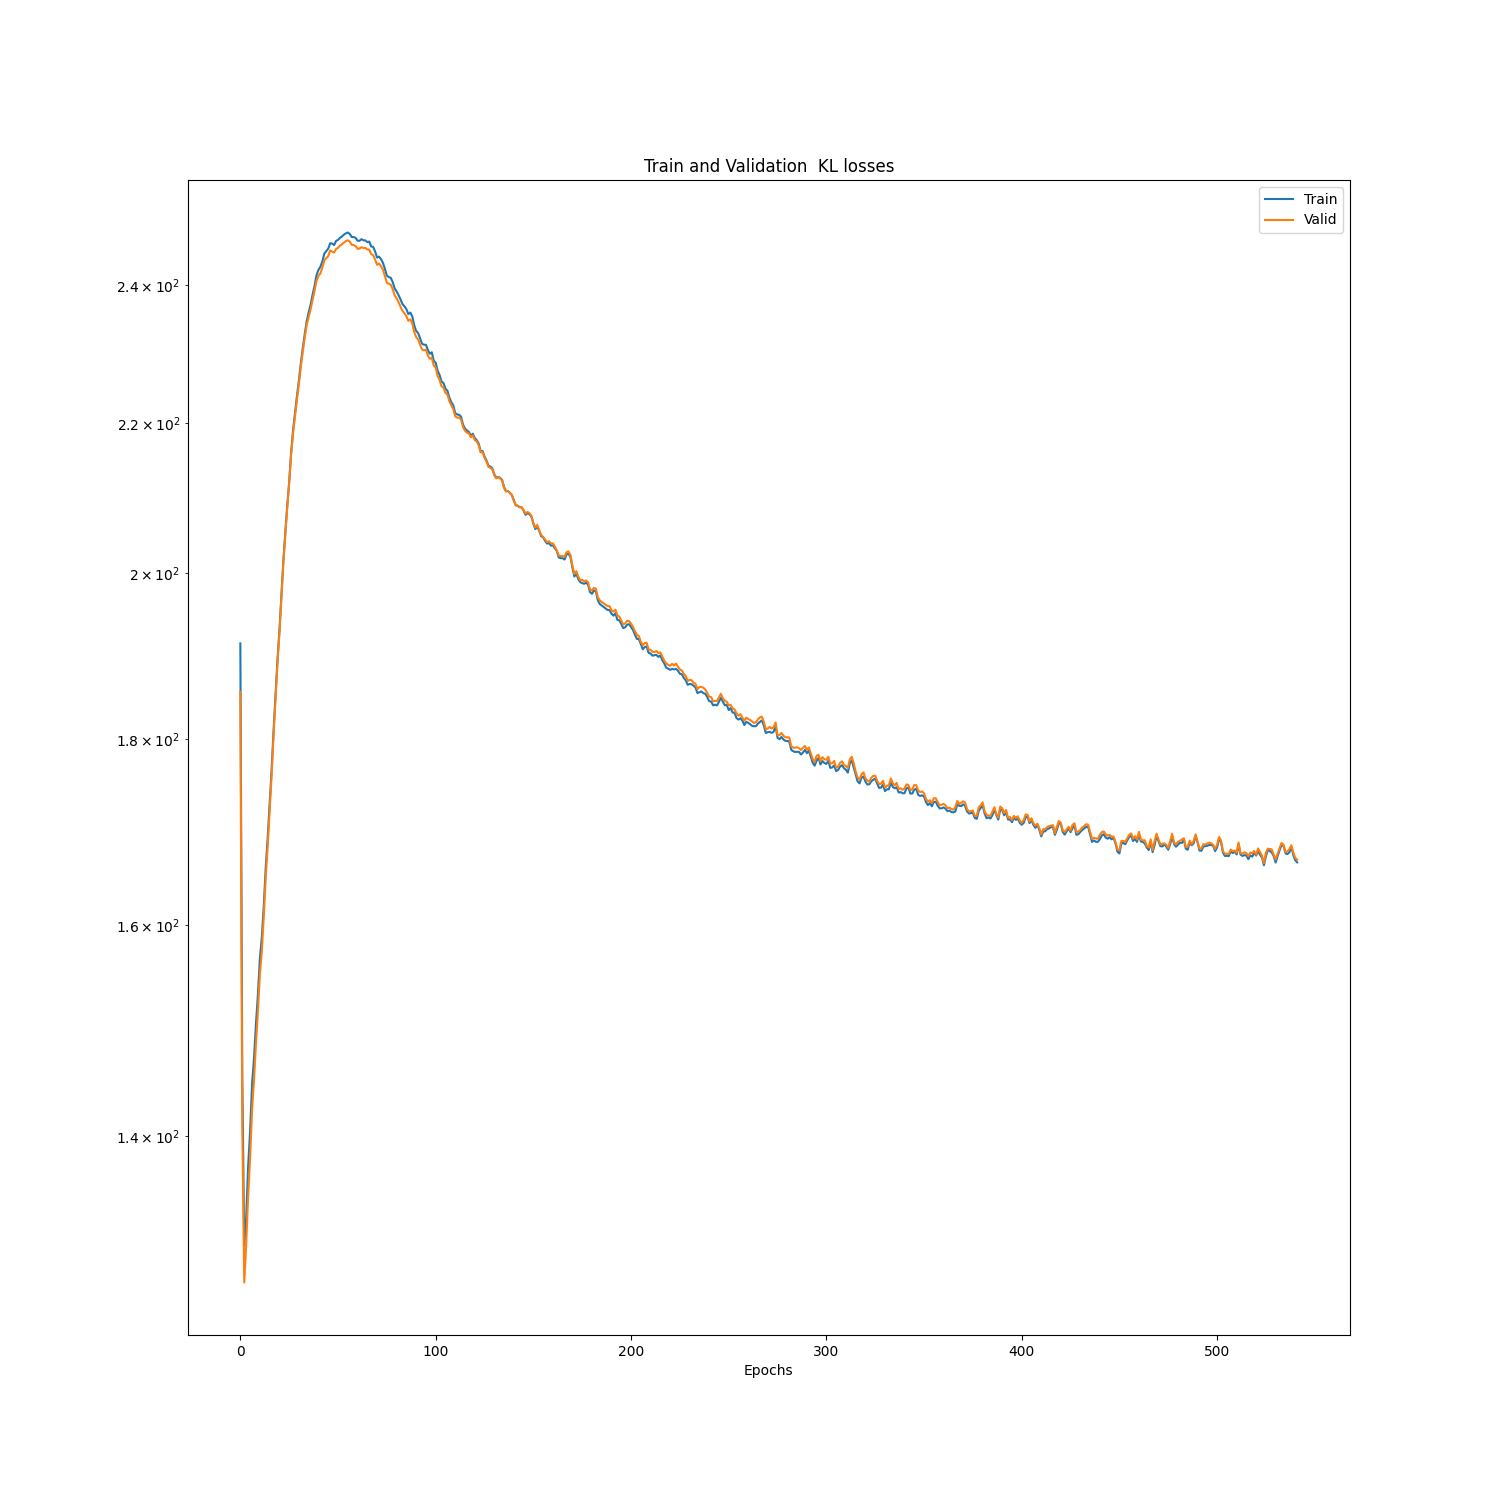 Train and Validation  KL losses
Train
Valid
2.4 × 10²
2.2 × 10²
2 × 10²
1.8 × 10²
1.6 × 10²
1.4 × 10²
0 100 200 300 400 500
Epochs